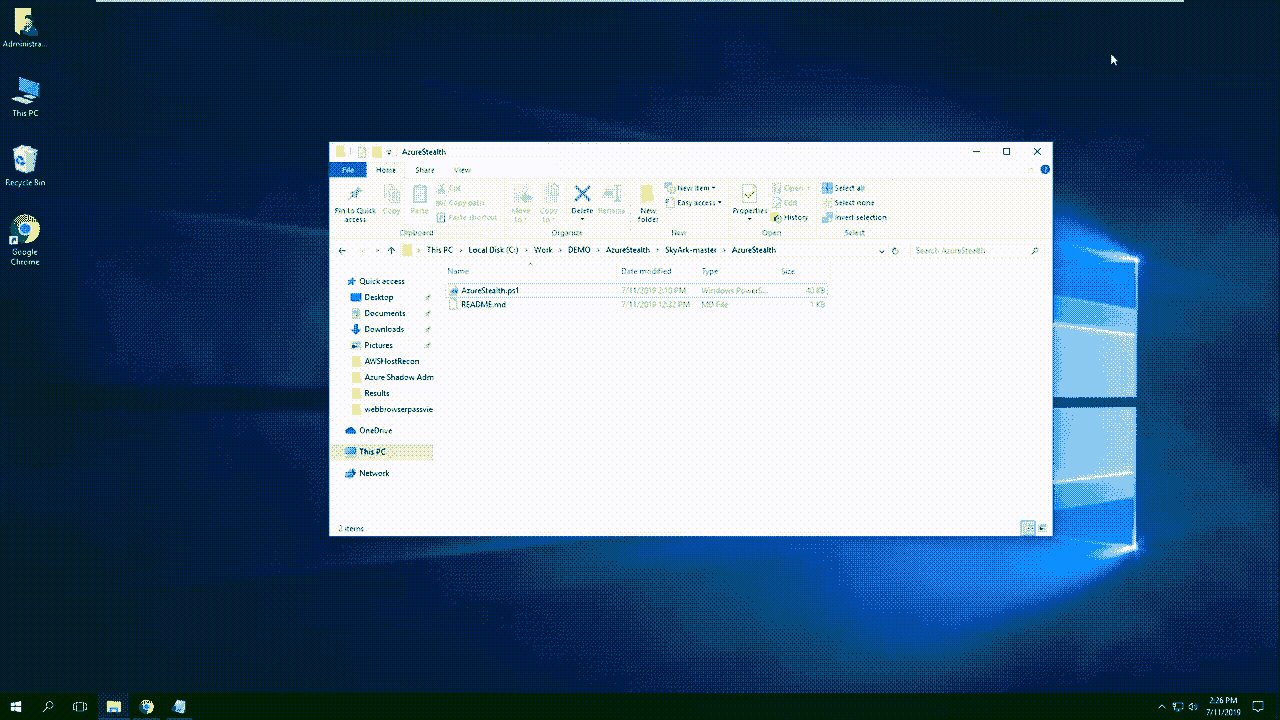 Administra...
This PC
Recycle Bin
Google
Chrome
AzureStealth
File Home Share View
Pin to Quick
access
Copy
Paste
Cut
Copy path
Paste shortcut
Clipboard
Move
to
Copy
to
Delete
Rename
Organize
New
folder
New item
Easy access
New
Properties
Open
Edit
History
Open
Select all
Select none
Invert selection
Select
This PC > Local Disk (C:) > Work > DEMO > AzureStealth > SkyArk-master > AzureStealth
Search AzureStealth
Name Date modified Type Size
AzureStealth.ps1 7/11/2019 2:10 PM Windows PowerS... 40 KB
README.md 7/11/2019 12:32 PM MD File 1 KB
Quick access
Desktop
Documents
Downloads
Pictures
AWSHostRecon
Azure Shadow Adm
Results
webbrowserpassvie
OneDrive
This PC
Network
2 items
2:26 PM
7/11/2019